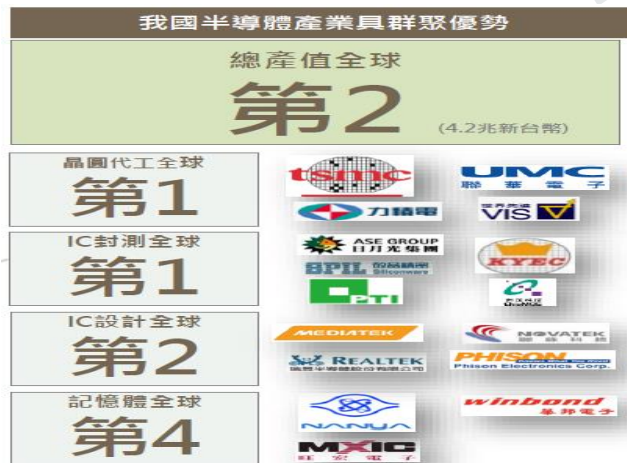 我國半導體產業具群聚優勢
總產值全球
第2
(4.2兆新台幣)
晶圓代工全球
第1
tsmc
UMC
聯華電子
力積電
世界先進
VIS
IC封測全球
第1
ASE GROUP
日月光集團
SPIL 矽品精密
Siliconware
KYEC
PTI
IC設計全球
第2
MEDIATEK
NOVATEK
聯詠科技
REALTEK
瑞昱半導體股份有限公司
PHISON
Phison Electronics Corp.
記憶體全球
第4
NANYA
winbond
華邦電子
MXIC
旺宏電子